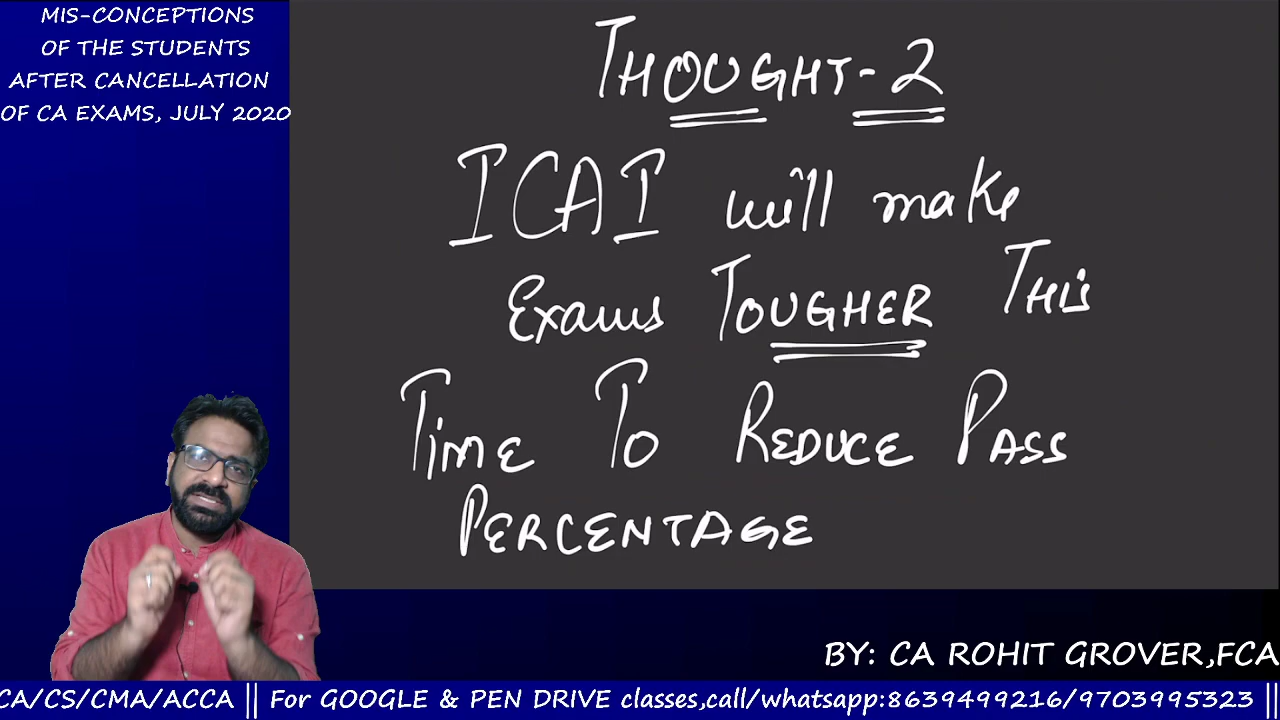 MIS-CONCEPTIONS
OF THE STUDENTS
AFTER CANCELLATION
OF CA EXAMS, JULY 2020
THOUGHT-2
ICAI will make
Exams TOUGHER THis
TiME TO REDUCE PASS
PERCENTAGE
BY: CA ROHIT GROVER,FCA
CA/CS/CMA/ACCA || For GOOGLE & PEN DRIVE classes,call/whatsapp:8639499216/9703995323 ||